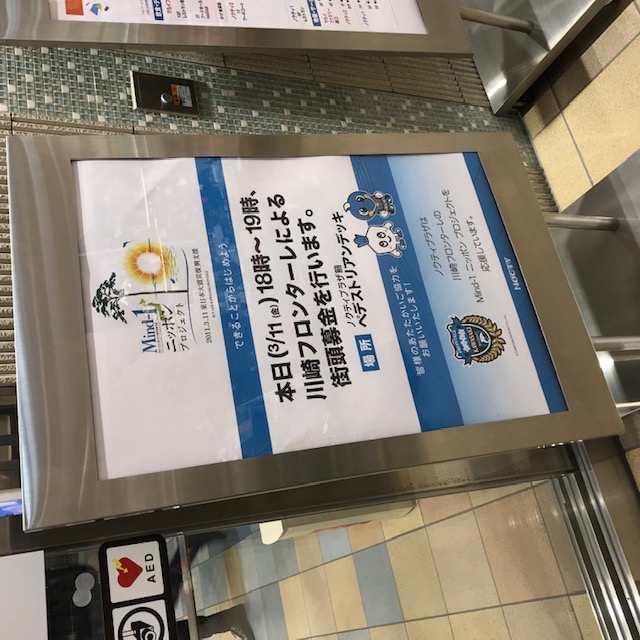 Mind-1
ニッポン
プロジェクト
2011.3.11 東日本大震災復興支援
できることからはじめよう
本日(3/11(金))18時〜19時、
川崎フロンターレによる
街頭募金を行います。
場所
ノクティプラザ前
ペデストリアンデッキ
皆様のあたたかいご協力を
お願いいたします!
ノクティプラザは
川崎フロンターレの
Mind-1 ニッポン プロジェクトを
応援しています。
NOCTY
AED